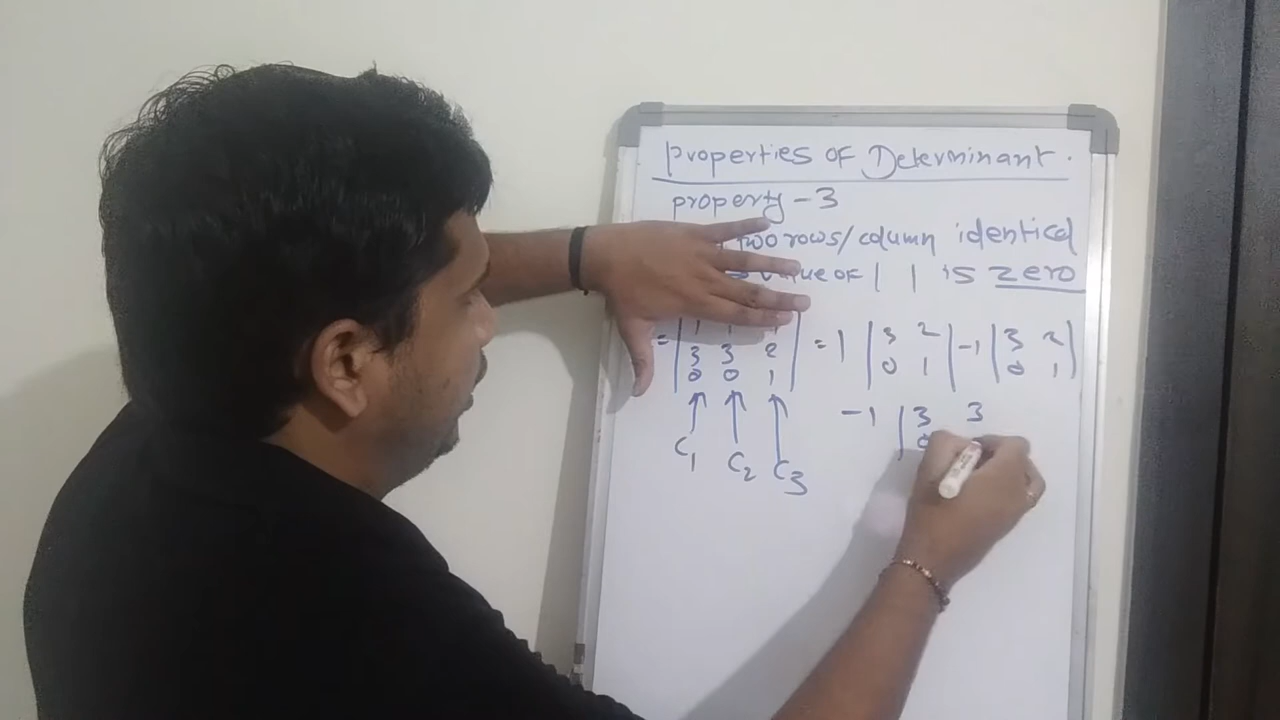 Properties of Determinant.
property - 3
two rows/column identical
value of | | is zero
= | = 1 | 3 2 | -1 | 3 2 |
3 3 2 0 1 0 1
0 0 1
-1 | 3 3
0
C1 C2 C3